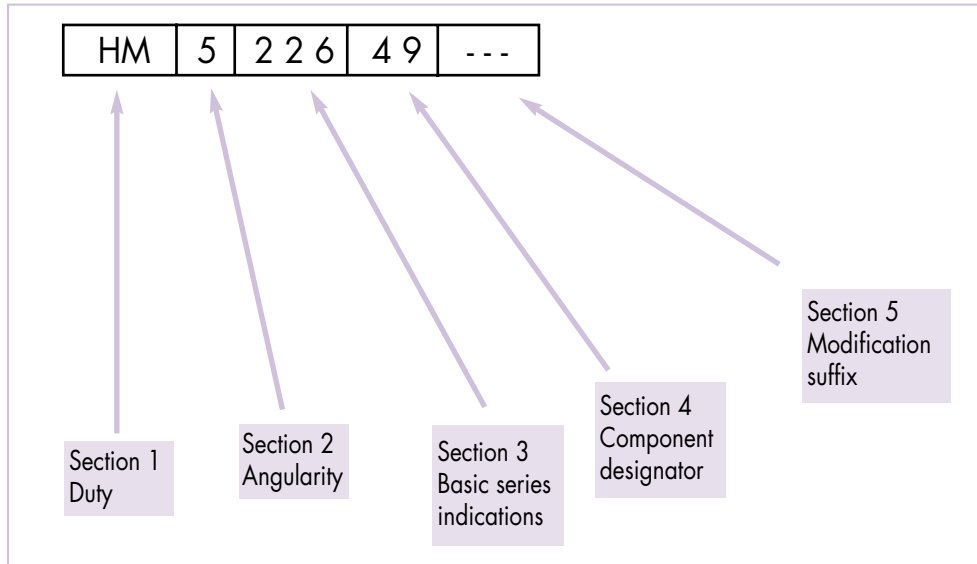 HM 5 2 2 6 4 9 - - -
Section 1
Duty
Section 2
Angularity
Section 3
Basic series
indications
Section 4
Component
designator
Section 5
Modification
suffix